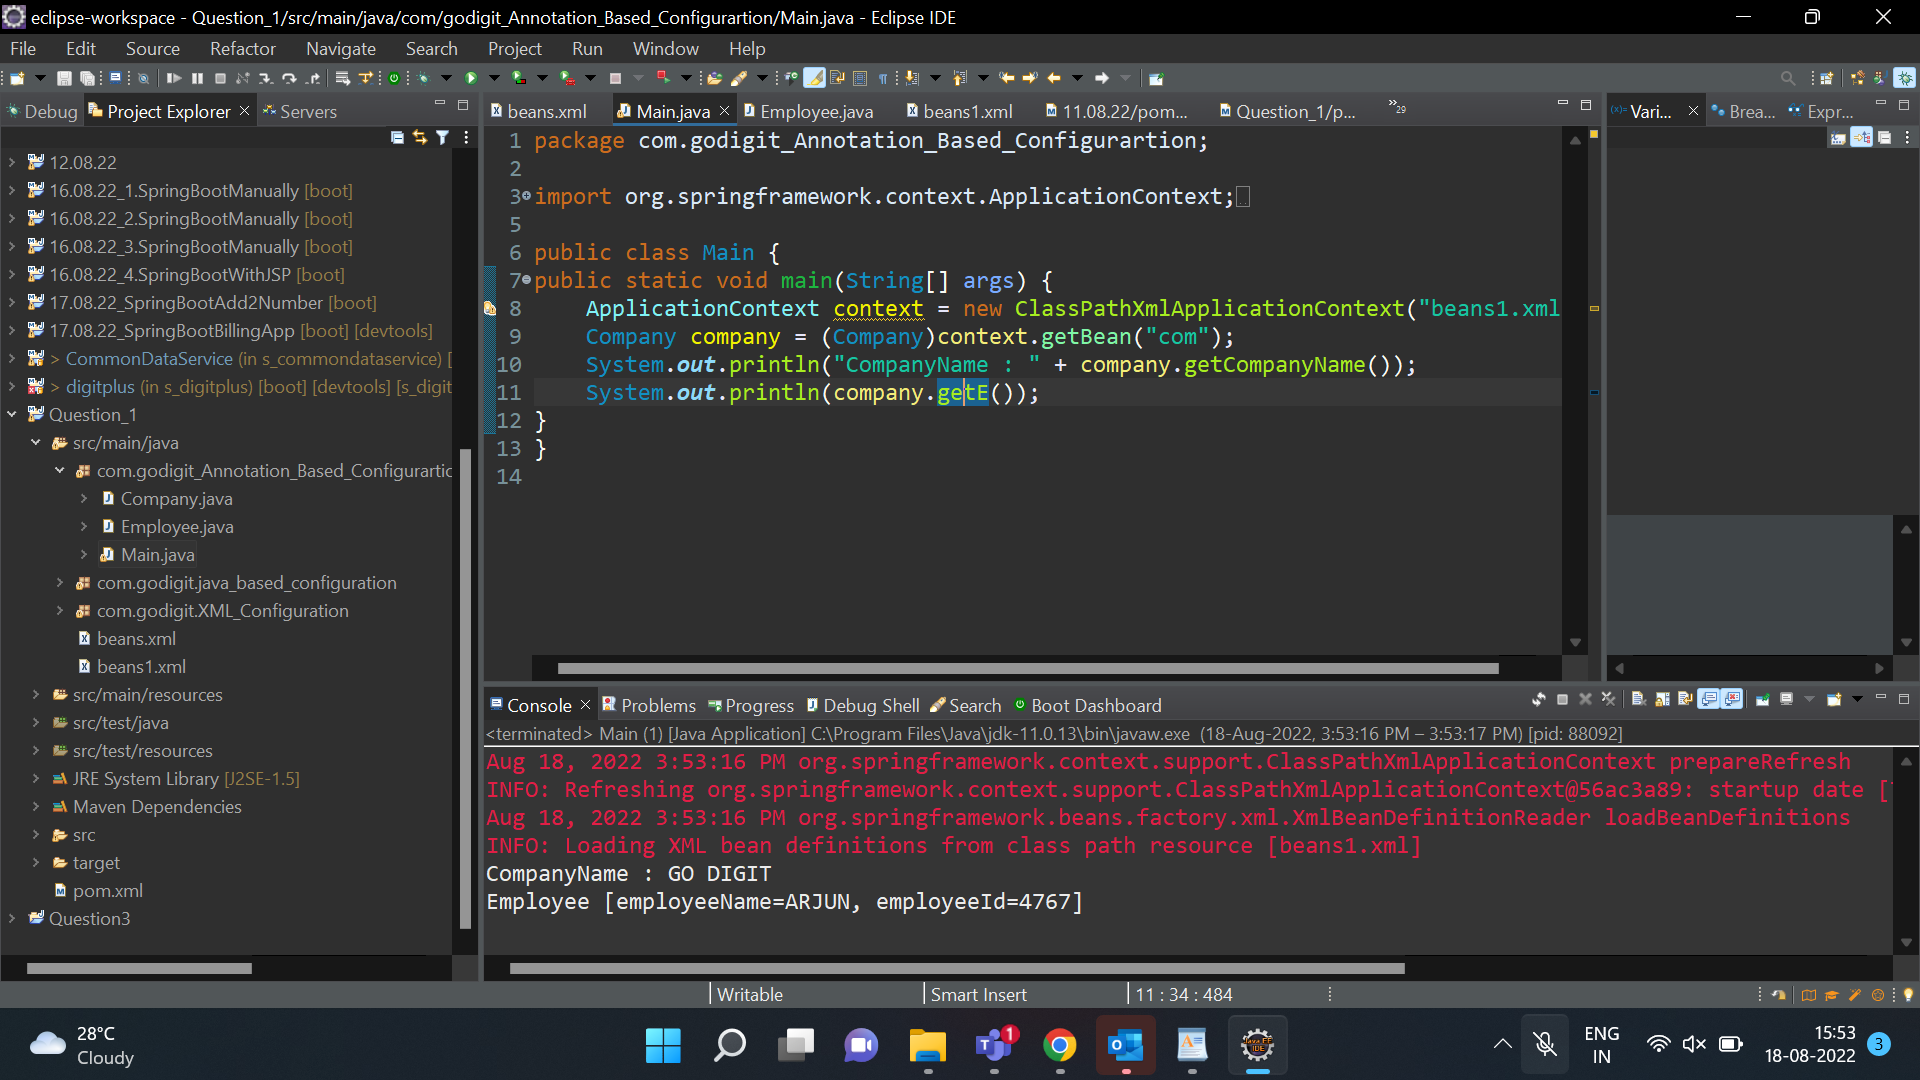 eclipse-workspace - Question_1/src/main/java/com/godigit_Annotation_Based_Configurartion/Main.java - Eclipse IDE
File Edit Source Refactor Navigate Search Project Run Window Help
Debug Project Explorer Servers
beans.xml Main.java Employee.java beans1.xml 11.08.22/pom... Question_1/p... 29
Vari... Brea... Expr...
12.08.22
16.08.22_1.SpringBootManually [boot]
16.08.22_2.SpringBootManually [boot]
16.08.22_3.SpringBootManually [boot]
16.08.22_4.SpringBootWithJSP [boot]
17.08.22_SpringBootAdd2Number [boot]
17.08.22_SpringBootBillingApp [boot] [devtools]
> CommonDataService (in s_commondataservice) [
> digitplus (in s_digitplus) [boot] [devtools] [s_digit
Question_1
src/main/java
com.godigit_Annotation_Based_Configurartic
Company.java
Employee.java
Main.java
com.godigit.java_based_configuration
com.godigit.XML_Configuration
beans.xml
beans1.xml
src/main/resources
src/test/java
src/test/resources
JRE System Library [J2SE-1.5]
Maven Dependencies
src
target
pom.xml
Question3
1 package com.godigit_Annotation_Based_Configurartion;
2
3 import org.springframework.context.ApplicationContext;
5
6 public class Main {
7 public static void main(String[] args) {
8 ApplicationContext context = new ClassPathXmlApplicationContext("beans1.xml
9 Company company = (Company)context.getBean("com");
10 System.out.println("CompanyName : " + company.getCompanyName());
11 System.out.println(company.getE());
12 }
13 }
14
Console Problems Progress Debug Shell Search Boot Dashboard
<terminated> Main (1) [Java Application] C:\Program Files\Java\jdk-11.0.13\bin\javaw.exe (18-Aug-2022, 3:53:16 PM – 3:53:17 PM) [pid: 88092]
Aug 18, 2022 3:53:16 PM org.springframework.context.support.ClassPathXmlApplicationContext prepareRefresh
INFO: Refreshing org.springframework.context.support.ClassPathXmlApplicationContext@56ac3a89: startup date [
Aug 18, 2022 3:53:16 PM org.springframework.beans.factory.xml.XmlBeanDefinitionReader loadBeanDefinitions
INFO: Loading XML bean definitions from class path resource [beans1.xml]
CompanyName : GO DIGIT
Employee [employeeName=ARJUN, employeeId=4767]
Writable Smart Insert 11 : 34 : 484
28°C
Cloudy
1
ENG
IN
15:53
18-08-2022
3